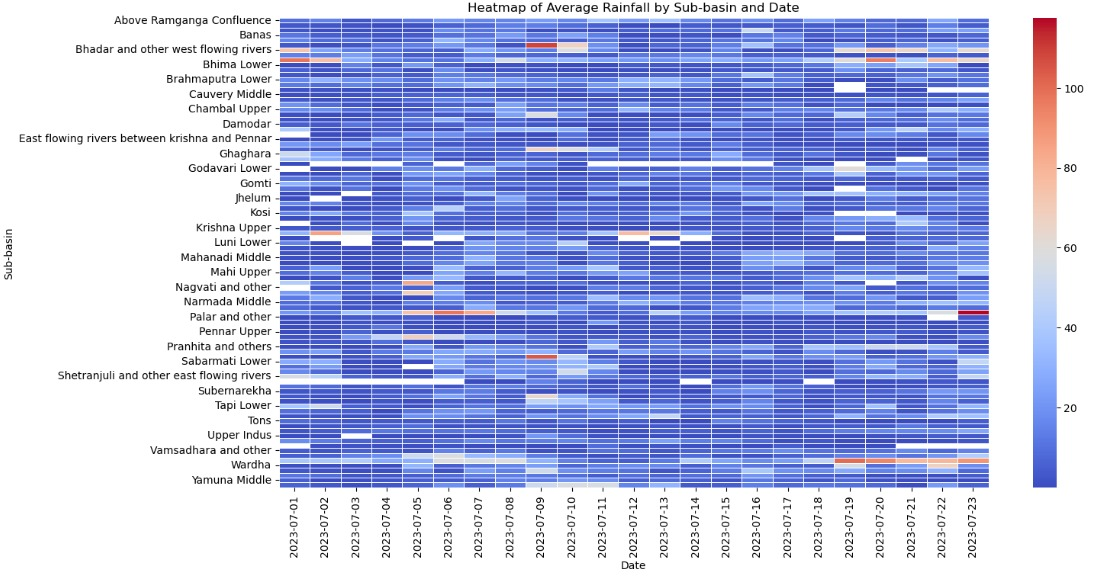 Heatmap of Average Rainfall by Sub-basin and Date
Above Ramganga Confluence
Banas
Bhadar and other west flowing rivers
Bhima Lower
Brahmaputra Lower
Cauvery Middle
Chambal Upper
Damodar
East flowing rivers between krishna and Pennar
Ghaghara
Godavari Lower
Gomti
Jhelum
Kosi
Krishna Upper
Luni Lower
Mahanadi Middle
Mahi Upper
Nagvati and other
Narmada Middle
Palar and other
Pennar Upper
Pranhita and others
Sabarmati Lower
Shetranjuli and other east flowing rivers
Subernarekha
Tapi Lower
Tons
Upper Indus
Vamsadhara and other
Wardha
Yamuna Middle
Sub-basin
2023-07-01
2023-07-02
2023-07-03
2023-07-04
2023-07-05
2023-07-06
2023-07-07
2023-07-08
2023-07-09
2023-07-10
2023-07-11
2023-07-12
2023-07-13
2023-07-14
2023-07-15
2023-07-16
2023-07-17
2023-07-18
2023-07-19
2023-07-20
2023-07-21
2023-07-22
2023-07-23
Date
100
80
60
40
20